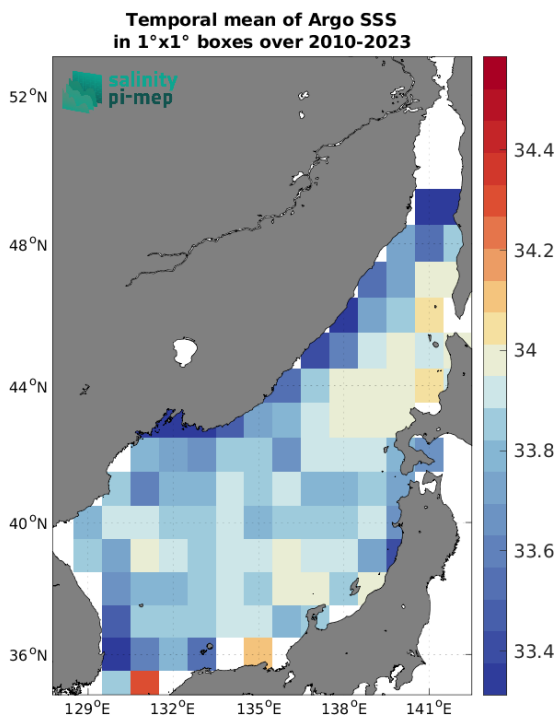 Temporal mean of Argo SSS
in 1°x1° boxes over 2010-2023
salinity
pi-mep
52°N
48°N
44°N
40°N
36°N
129°E
132°E
135°E
138°E
141°E
34.4
34.2
34
33.8
33.6
33.4